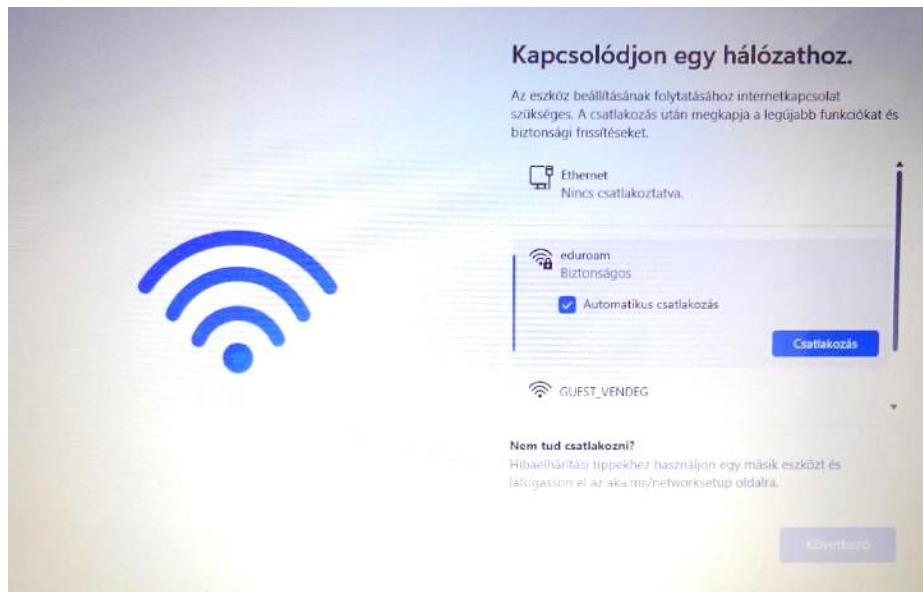 Kapcsolódjon egy hálózathoz.
Az eszköz beállításának folytatásához internetkapcsolat
szükséges. A csatlakozás után megkapja a legújabb funkciókat és
biztonsági frissítéseket.
Ethernet
Nincs csatlakoztatva.
eduroam
Biztonságos
Automatikus csatlakozás
Csatlakozás
GUEST_VENDEG
Nem tud csatlakozni?
Hibaelhárítási tippekhez használjon egy másik eszközt és
látogasson el az aka.ms/networksetup oldalra.
Következő